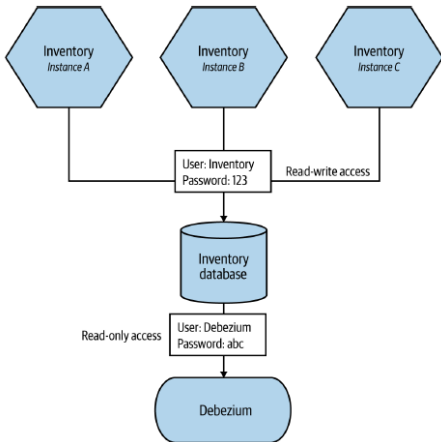 Inventory
Instance A
Inventory
Instance B
Inventory
Instance C
User: Inventory
Password: 123
Read-write access
Inventory
database
Read-only access
User: Debezium
Password: abc
Debezium